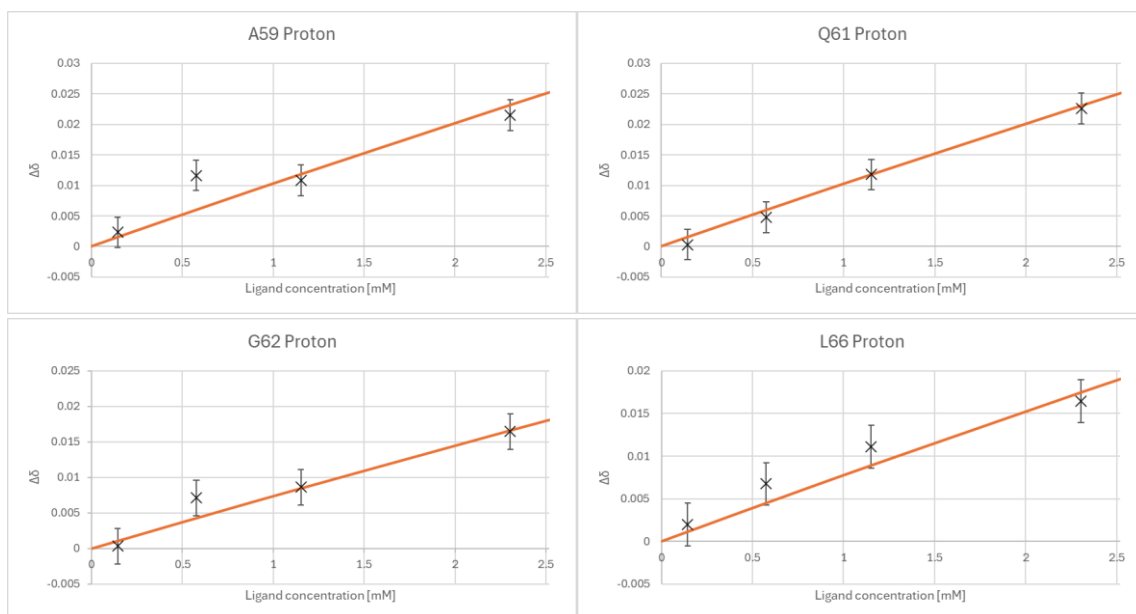 A59 Proton
0.03
0.025
0.02
0.015
0.01
0.005
0
-0.005
0 0.5 1 1.5 2 2.5
Δδ
Ligand concentration [mM]
Q61 Proton
0.03
0.025
0.02
0.015
0.01
0.005
0
-0.005
0 0.5 1 1.5 2 2.5
Δδ
Ligand concentration [mM]
G62 Proton
0.025
0.02
0.015
0.01
0.005
0
-0.005
0 0.5 1 1.5 2 2.5
Δδ
Ligand concentration [mM]
L66 Proton
0.02
0.015
0.01
0.005
0
-0.005
0 0.5 1 1.5 2 2.5
Δδ
Ligand concentration [mM]